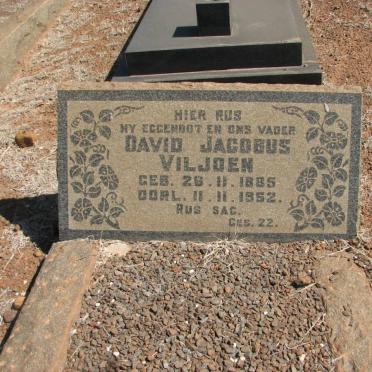 HIER RUS
MY EGGENOOT EN ONS VADER
DAVID JACOBUS
VILJOEN
GEB. 26. 11. 1885
OORL. 11. 11. 1952.
RUS SAG.
GES. 22.